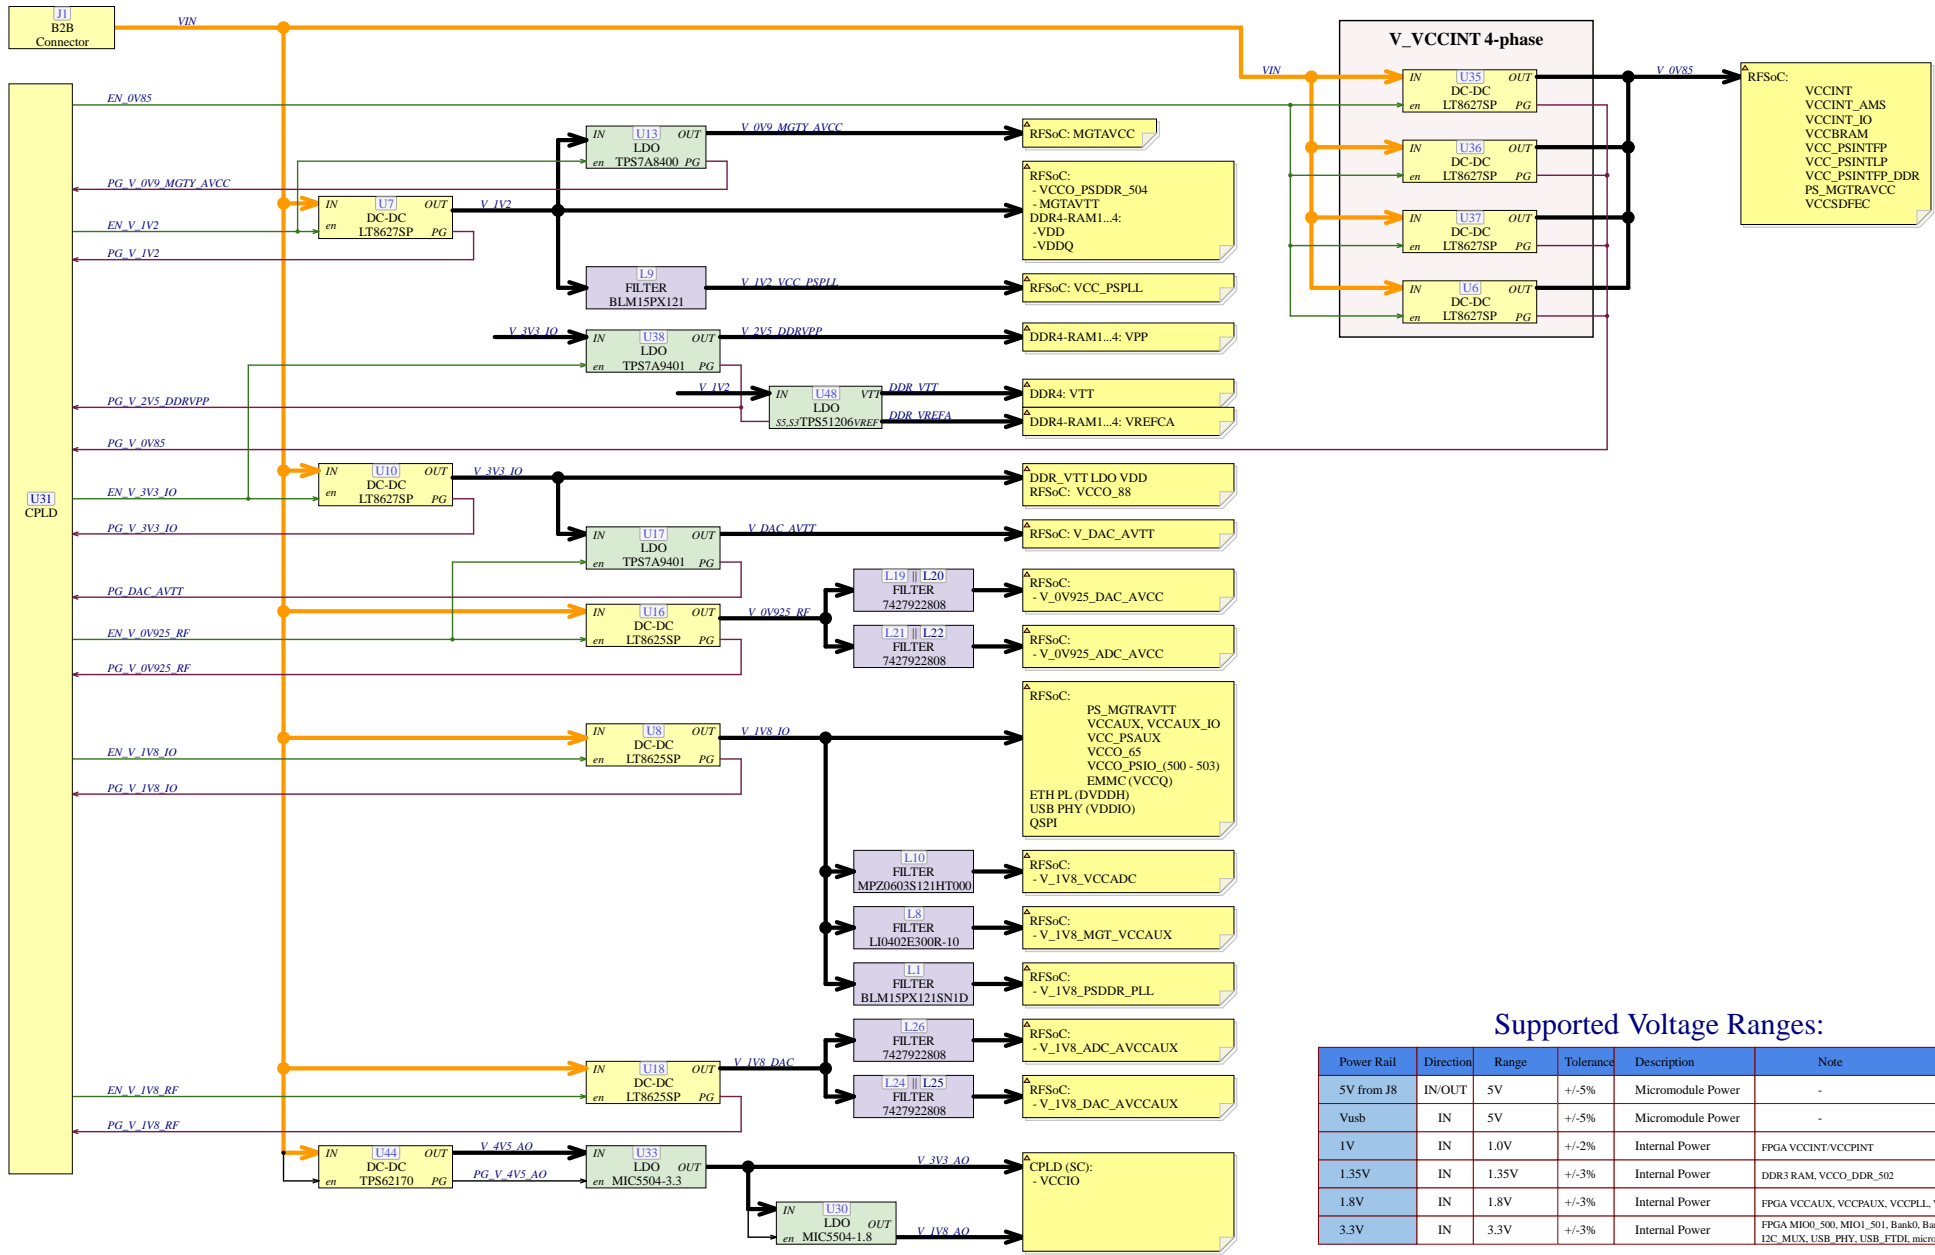 J1
B2B
Connector
VIN
V_VCCINT 4-phase
VIN
IN U35 OUT
DC-DC
en LT8627SP PG
V_0V85
RFSoC:
VCCINT
VCCINT_AMS
VCCINT_IO
VCCBRAM
VCC_PSINTFP
VCC_PSINTLP
VCC_PSINTFP_DDR
PS_MGTRAVCC
VCCSDFEC
IN U36 OUT
DC-DC
en LT8627SP PG
IN U37 OUT
DC-DC
en LT8627SP PG
IN U6 OUT
DC-DC
en LT8627SP PG
U31
CPLD
EN_0V85
IN U13 OUT
LDO
en TPS7A8400 PG
V_0V9_MGTY_AVCC
RFSoC: MGTAVCC
PG_V_0V9_MGTY_AVCC
IN U7 OUT
DC-DC
en LT8627SP PG
V_1V2
EN_V_1V2
PG_V_1V2
RFSoC:
- VCCO_PSDDR_504
- MGTAVTT
DDR4-RAM1...4:
-VDD
-VDDQ
L9
FILTER
BLM15PX121
V_1V2_VCC_PSPLL
RFSoC: VCC_PSPLL
V_3V3_IO
IN U38 OUT
LDO
en TPS7A9401 PG
V_2V5_DDRVPP
DDR4-RAM1...4: VPP
V_1V2
IN U48 VTT
LDO
S5,S3 TPS51206 VREF
DDR_VTT
DDR4: VTT
DDR_VREFA
DDR4-RAM1...4: VREFCA
PG_V_2V5_DDRVPP
PG_V_0V85
IN U10 OUT
DC-DC
en LT8627SP PG
V_3V3_IO
DDR_VTT LDO VDD
RFSoC: VCCO_88
EN_V_3V3_IO
PG_V_3V3_IO
IN U17 OUT
LDO
en TPS7A9401 PG
V_DAC_AVTT
RFSoC: V_DAC_AVTT
PG_DAC_AVTT
IN U16 OUT
DC-DC
en LT8625SP PG
V_0V925_RF
EN_V_0V925_RF
PG_V_0V925_RF
L19 || L20
FILTER
7427922808
RFSoC:
- V_0V925_DAC_AVCC
L21 || L22
FILTER
7427922808
RFSoC:
- V_0V925_ADC_AVCC
IN U8 OUT
DC-DC
en LT8625SP PG
V_1V8_IO
EN_V_1V8_IO
PG_V_1V8_IO
RFSoC:
PS_MGTRAVTT
VCCAUX, VCCAUX_IO
VCC_PSAUX
VCCO_65
VCCO_PSIO_(500 - 503)
EMMC (VCCQ)
ETH PL (DVDDH)
USB PHY (VDDIO)
QSPI
L10
FILTER
MPZ0603S121HT000
RFSoC:
- V_1V8_VCCADC
L8
FILTER
LI0402E300R-10
RFSoC:
- V_1V8_MGT_VCCAUX
L1
FILTER
BLM15PX121SN1D
RFSoC:
- V_1V8_PSDDR_PLL
L26
FILTER
7427922808
RFSoC:
- V_1V8_ADC_AVCCAUX
IN U18 OUT
DC-DC
en LT8625SP PG
V_1V8_DAC
EN_V_1V8_RF
PG_V_1V8_RF
L24 || L25
FILTER
7427922808
RFSoC:
- V_1V8_DAC_AVCCAUX
IN U44 OUT
DC-DC
en TPS62170 PG
V_4V5_AO
PG_V_4V5_AO
IN U33
LDO OUT
en MIC5504-3.3
V_3V3_AO
CPLD (SC):
- VCCIO
IN U30
LDO OUT
en MIC5504-1.8
V_1V8_AO
Supported Voltage Ranges:
Power Rail Direction Range Tolerance Description Note
5V from J8 IN/OUT 5V +/-5% Micromodule Power -
Vusb IN 5V +/-5% Micromodule Power -
1V IN 1.0V +/-2% Internal Power FPGA VCCINT/VCCPINT
1.35V IN 1.35V +/-3% Internal Power DDR3 RAM, VCCO_DDR_502
1.8V IN 1.8V +/-3% Internal Power FPGA VCCAUX, VCCPAUX, VCCPLL,
3.3V IN 3.3V +/-3% Internal Power FPGA MIO0_500, MIO1_501, Bank0,
I2C_MUX, USB_PHY, USB_FTDI,